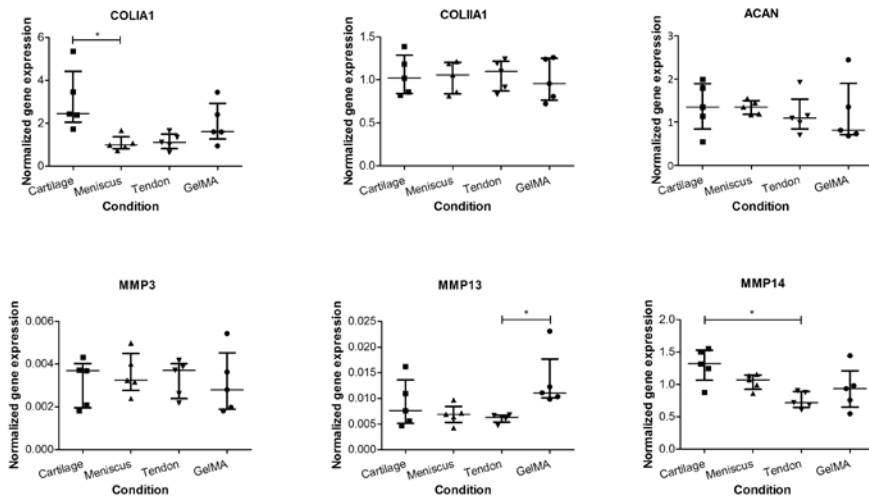 COLIA1
Normalized gene expression
6
4
2
0
*
Cartilage
Meniscus
Tendon
GelMA
Condition
COLIIA1
Normalized gene expression
1.5
1.0
0.5
0.0
Cartilage
Meniscus
Tendon
GelMA
Condition
ACAN
Normalized gene expression
3
2
1
0
Cartilage
Meniscus
Tendon
GelMA
Condition
MMP3
Normalized gene expression
0.006
0.004
0.002
0.000
Cartilage
Meniscus
Tendon
GelMA
Condition
MMP13
Normalized gene expression
0.025
0.020
0.015
0.010
0.005
0.000
*
Cartilage
Meniscus
Tendon
GelMA
Condition
MMP14
Normalized gene expression
2.0
1.5
1.0
0.5
0.0
*
Cartilage
Meniscus
Tendon
GelMA
Condition